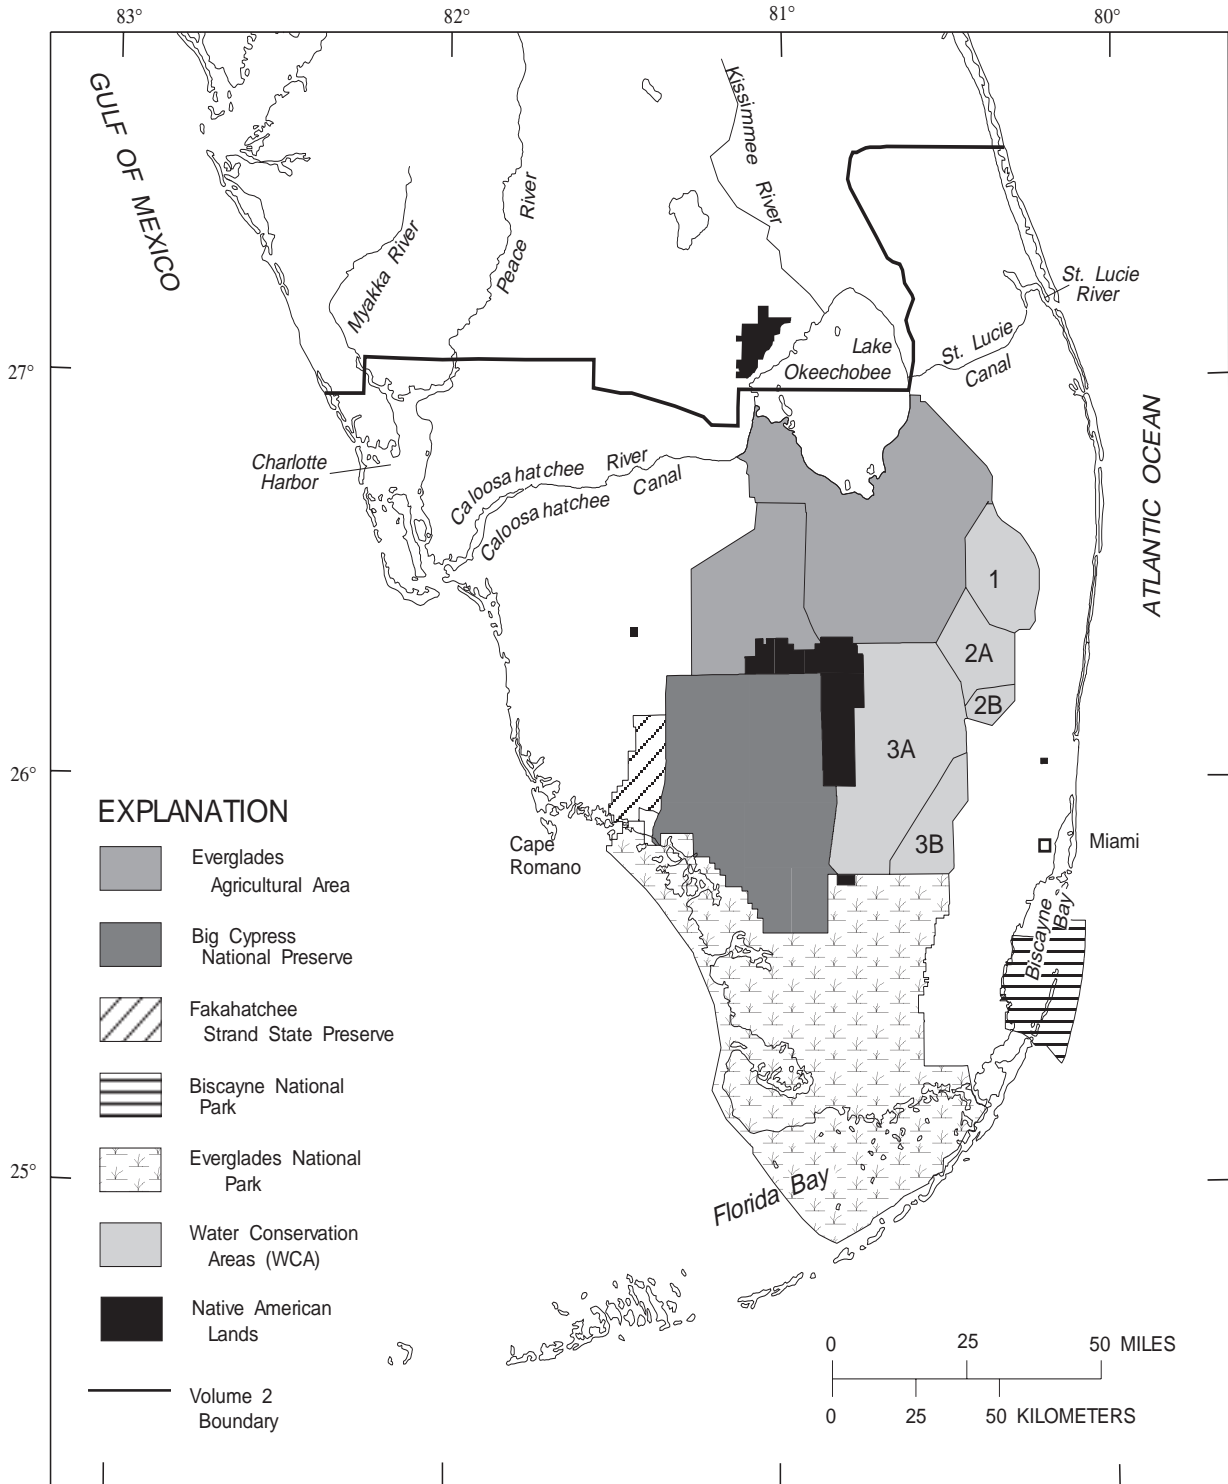 83°
82°
81°
80°
GULF OF MEXICO
Kissimmee River
Myakka River
Peace River
St. Lucie
River
27°
Lake
Okeechobee
St. Lucie
Canal
Charlotte
Harbor
Caloosahatchee River
Caloosahatchee Canal
ATLANTIC OCEAN
1
2A
2B
3A
3B
26°
Cape
Romano
Miami
Biscayne
Bay
25°
Florida Bay
EXPLANATION
Everglades
Agricultural Area
Big Cypress
National Preserve
Fakahatchee
Strand State Preserve
Biscayne National
Park
Everglades National
Park
Water Conservation
Areas (WCA)
Native American
Lands
Volume 2
Boundary
0 25 50 MILES
0 25 50 KILOMETERS